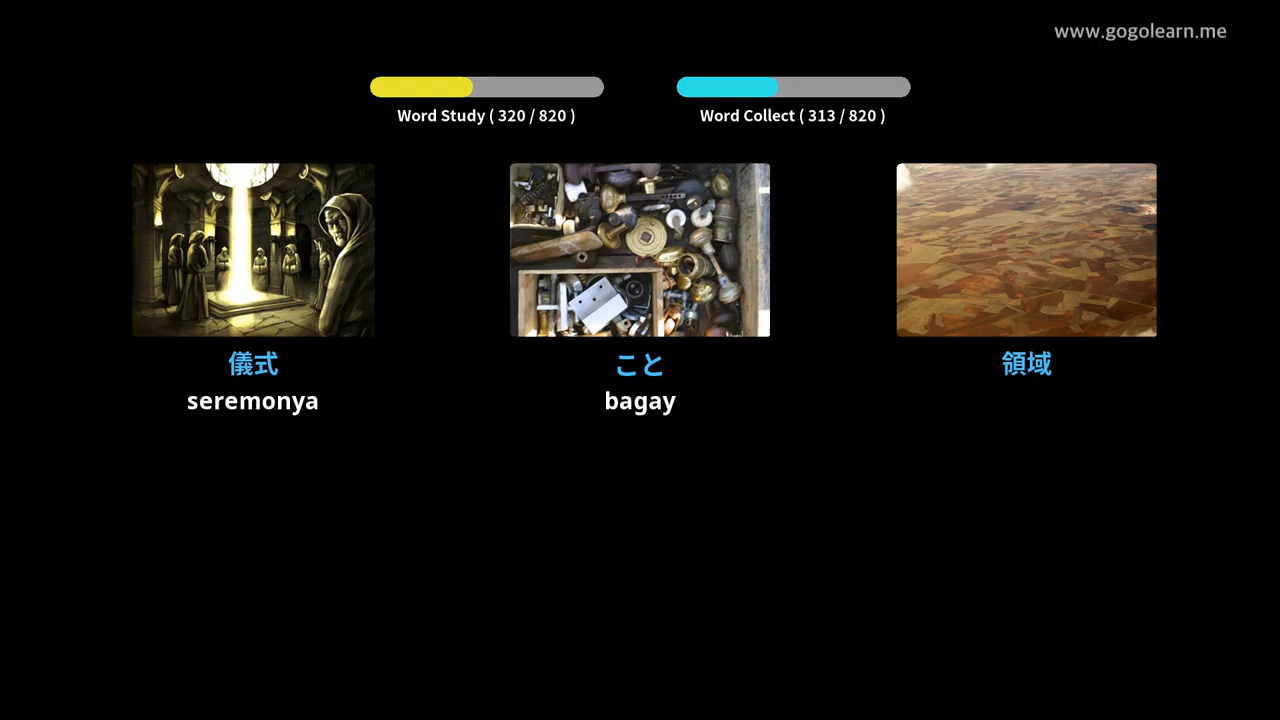 www.gogolearn.me
Word Study ( 320 / 820 )
Word Collect ( 313 / 820 )
儀式
seremonya
こと
bagay
領域